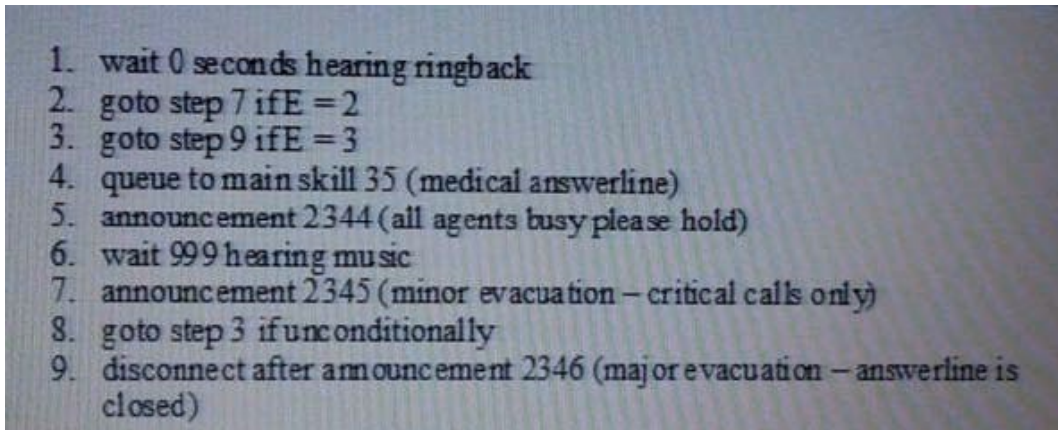 1. wait 0 seconds hearing ringback
2. goto step 7 if E = 2
3. goto step 9 if E = 3
4. queue to main skill 35 (medical answerline)
5. announcement 2344 (all agents busy please hold)
6. wait 999 hearing music
7. announcement 2345 (minor evacuation – critical calls only)
8. goto step 3 if unconditionally
9. disconnect after announcement 2346 (major evacuation – answerline is
closed)